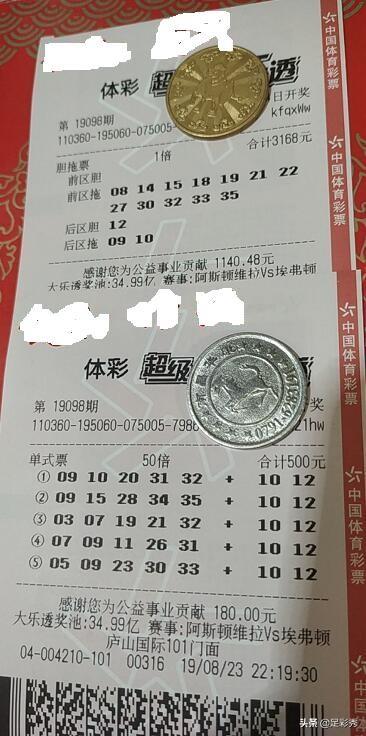 中国体育彩票
体彩 超 透
第 19098期 日开奖
110360-195060-075005- kfqxWw
胆拖票 1倍 合计3168元
前区胆
前区拖 08 14 15 18 19 21 22
27 30 32 33 35
后区胆 12
后区拖 09 10
感谢您为公益事业贡献 1140.48元
大乐透奖池:34.99亿 赛事:阿斯顿维拉Vs埃弗顿
中国体育彩票
中国体育彩票
体彩 超级
第 19098期 奖
110360-195060-075005-798 1hw
单式票 50倍 合计500元
① 09 10 20 31 32 + 10 12
② 09 15 28 34 35 + 10 12
③ 03 07 19 21 32 + 10 12
④ 07 09 11 26 31 + 10 12
⑤ 05 09 23 30 33 + 10 12
感谢您为公益事业贡献 180.00元
大乐透奖池:34.99亿 赛事:阿斯顿维拉Vs埃弗顿
庐山国际101门面
04-004210-101 00316 19/08/23 22:19:30
中国体育彩票
头条 @足彩秀